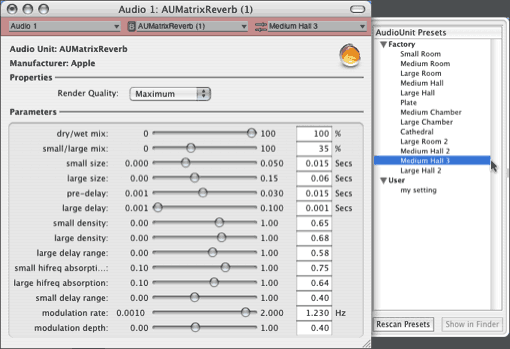 Audio 1: AUMatrixReverb (1)
Audio 1 AUMatrixReverb (1) Medium Hall 3
Audio Unit: AUMatrixReverb
Manufacturer: Apple
Properties
Render Quality: Maximum
Parameters
dry/wet mix: 0 100 100 %
small/large mix: 0 100 35 %
small size: 0.000 0.050 0.015 Secs
large size: 0.00 0.15 0.06 Secs
pre-delay: 0.001 0.030 0.015 Secs
large delay: 0.001 0.100 0.001 Secs
small density: 0.00 1.00 0.65
large density: 0.00 1.00 0.68
large delay range: 0.00 1.00 0.58
small hifreq absorpti...: 0.10 1.00 0.75
large hifreq absorption: 0.10 1.00 0.64
small delay range: 0.00 1.00 0.40
modulation rate: 0.0010 2.000 1.230 Hz
modulation depth: 0.00 1.00 0.40
AudioUnit Presets
Factory
Small Room
Medium Room
Large Room
Medium Hall
Large Hall
Plate
Medium Chamber
Large Chamber
Cathedral
Large Room 2
Medium Hall 2
Medium Hall 3
Large Hall 2
User
my setting
Rescan Presets Show in Finder